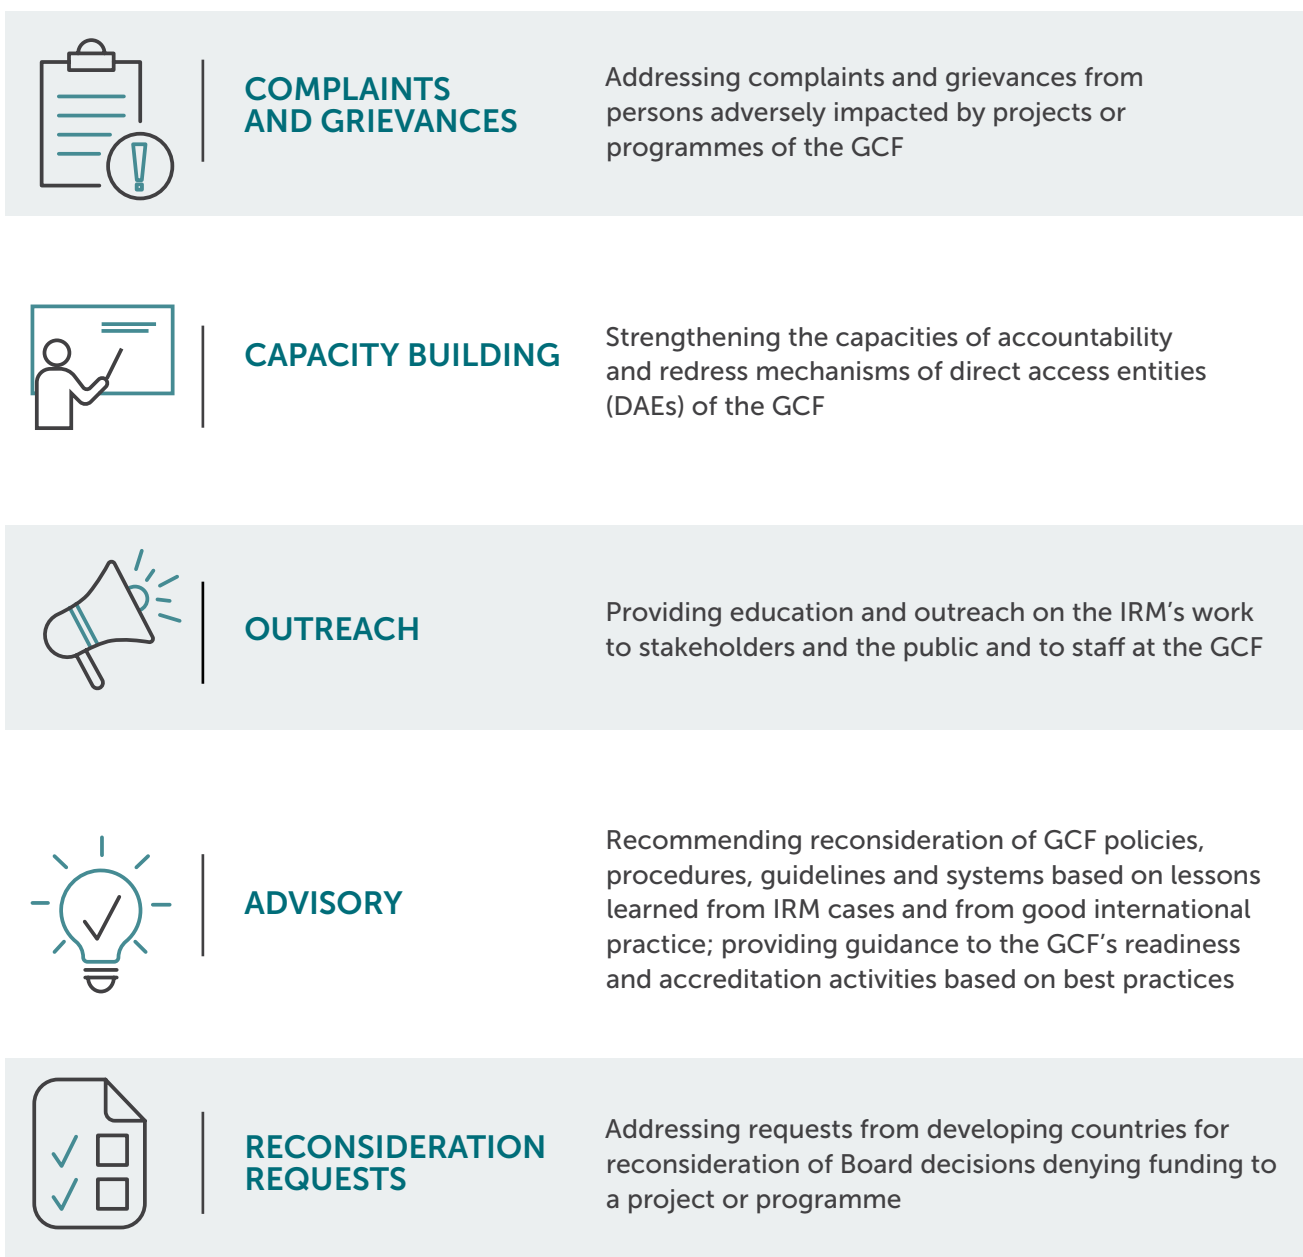 COMPLAINTS
AND GRIEVANCES
Addressing complaints and grievances from
persons adversely impacted by projects or
programmes of the GCF
CAPACITY BUILDING
Strengthening the capacities of accountability
and redress mechanisms of direct access entities
(DAEs) of the GCF
OUTREACH
Providing education and outreach on the IRM’s work
to stakeholders and the public and to staff at the GCF
ADVISORY
Recommending reconsideration of GCF policies,
procedures, guidelines and systems based on lessons
learned from IRM cases and from good international
practice; providing guidance to the GCF’s readiness
and accreditation activities based on best practices
RECONSIDERATION
REQUESTS
Addressing requests from developing countries for
reconsideration of Board decisions denying funding to
a project or programme